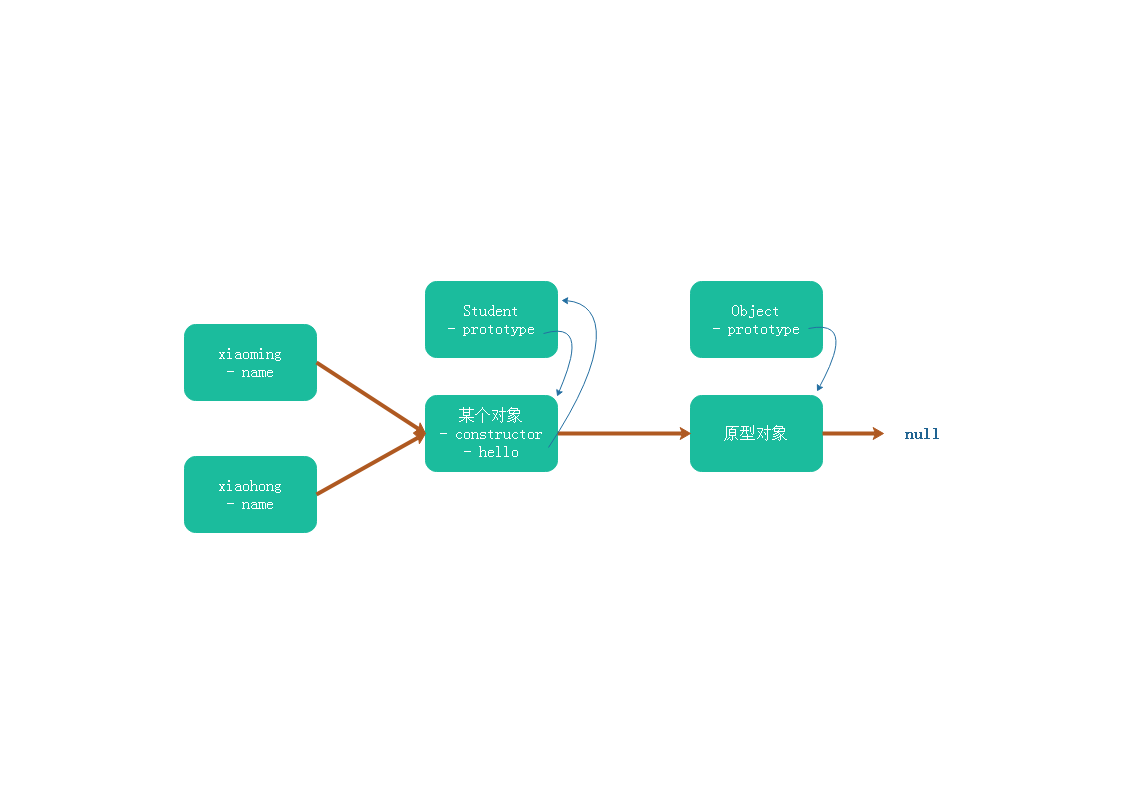 xiaoming
- name
xiaohong
- name
Student
- prototype
某个对象
- constructor
- hello
Object
- prototype
原型对象
null